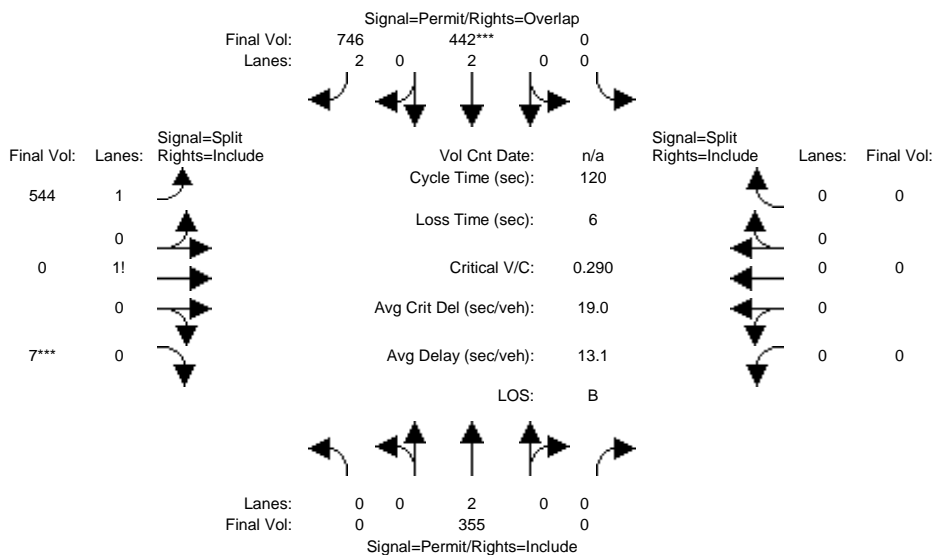 Signal=Permit/Rights=Overlap
Final Vol: 746 442*** 0
Lanes: 2 0 2 0 0
Signal=Split
Final Vol: Lanes: Rights=Include
Vol Cnt Date: n/a
Signal=Split
Rights=Include Lanes: Final Vol:
Cycle Time (sec): 120
544 1
0 0
Loss Time (sec): 6
0
0
0 1! Critical V/C: 0.290 0 0
0 Avg Crit Del (sec/veh): 19.0 0
7*** 0 Avg Delay (sec/veh): 13.1 0 0
LOS: B
Lanes: 0 0 2 0 0
Final Vol: 0 355 0
Signal=Permit/Rights=Include